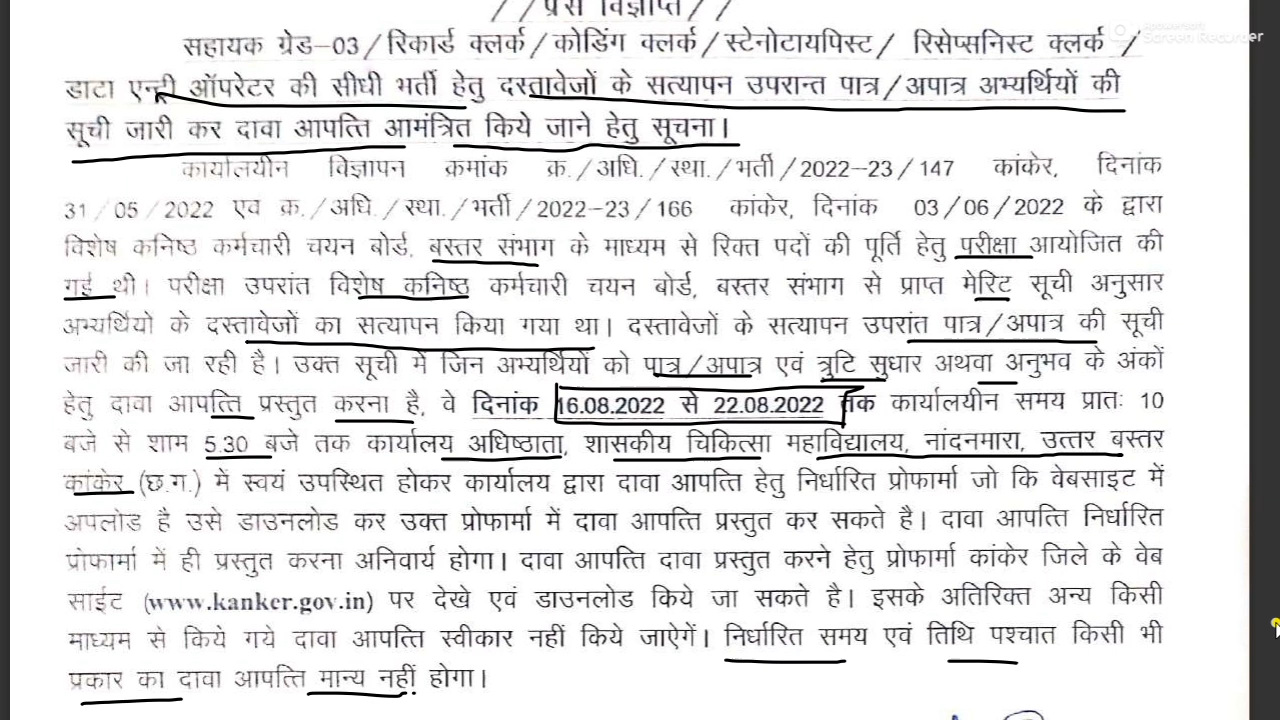 //प्रेस विज्ञप्ति//
apowersoft
Screen Recorder
सहायक ग्रेड-03/रिकार्ड क्लर्क/कोडिंग क्लर्क/स्टेनोटायपिस्ट/ रिसेप्सनिस्ट क्लर्क /
डाटा एन्ट्री ऑपरेटर की सीधी भर्ती हेतु दस्तावेजों के सत्यापन उपरान्त पात्र/अपात्र अभ्यर्थियों की
सूची जारी कर दावा आपत्ति आमंत्रित किये जाने हेतु सूचना।
कार्यालयीन विज्ञापन क्रमांक क्र./अधि./स्था./भर्ती/2022-23/147 कांकेर, दिनांक
31/05/2022 एव क्र./अधि./स्था./भर्ती/2022-23/166 कांकेर, दिनांक 03/06/2022 के द्वारा
विशेष कनिष्ठ कर्मचारी चयन बोर्ड, बस्तर संभाग के माध्यम से रिक्त पदों की पूर्ति हेतु परीक्षा आयोजित की
गई थी। परीक्षा उपरांत विशेष कनिष्ठ कर्मचारी चयन बोर्ड, बस्तर संभाग से प्राप्त मेरिट सूची अनुसार
अभ्यर्थियो के दस्तावेजों का सत्यापन किया गया था। दस्तावेजों के सत्यापन उपरांत पात्र/अपात्र की सूची
जारी की जा रही है। उक्त सूची में जिन अभ्यर्थियों को पात्र/अपात्र एवं त्रुटि सुधार अथवा अनुभव के अंकों
हेतु दावा आपत्ति प्रस्तुत करना है, वे दिनांक 16.08.2022 से 22.08.2022 तक कार्यालयीन समय प्रातः 10
बजे से शाम 5.30 बजे तक कार्यालय अधिष्ठाता, शासकीय चिकित्सा महाविद्यालय, नांदनमारा, उत्तर बस्तर
कांकेर (छ.ग.) में स्वयं उपस्थित होकर कार्यालय द्वारा दावा आपत्ति हेतु निर्धारित प्रोफार्मा जो कि वेबसाइट में
अपलोड है उसे डाउनलोड कर उक्त प्रोफार्मा में दावा आपत्ति प्रस्तुत कर सकते है। दावा आपत्ति निर्धारित
प्रोफार्मा में ही प्रस्तुत करना अनिवार्य होगा। दावा आपत्ति दावा प्रस्तुत करने हेतु प्रोफार्मा कांकेर जिले के वेब
साईट (www.kanker.gov.in) पर देखे एवं डाउनलोड किये जा सकते है। इसके अतिरिक्त अन्य किसी
माध्यम से किये गये दावा आपत्ति स्वीकार नहीं किये जाऐगें। निर्धारित समय एवं तिथि पश्चात किसी भी
प्रकार का दावा आपत्ति मान्य नहीं होगा।